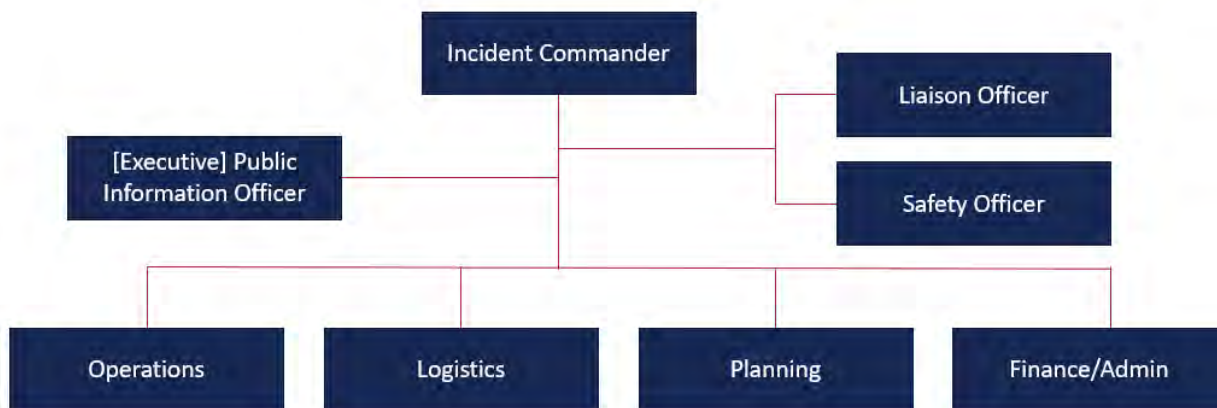 Incident Commander
Liaison Officer
[Executive] Public
Information Officer
Safety Officer
Operations
Logistics
Planning
Finance/Admin